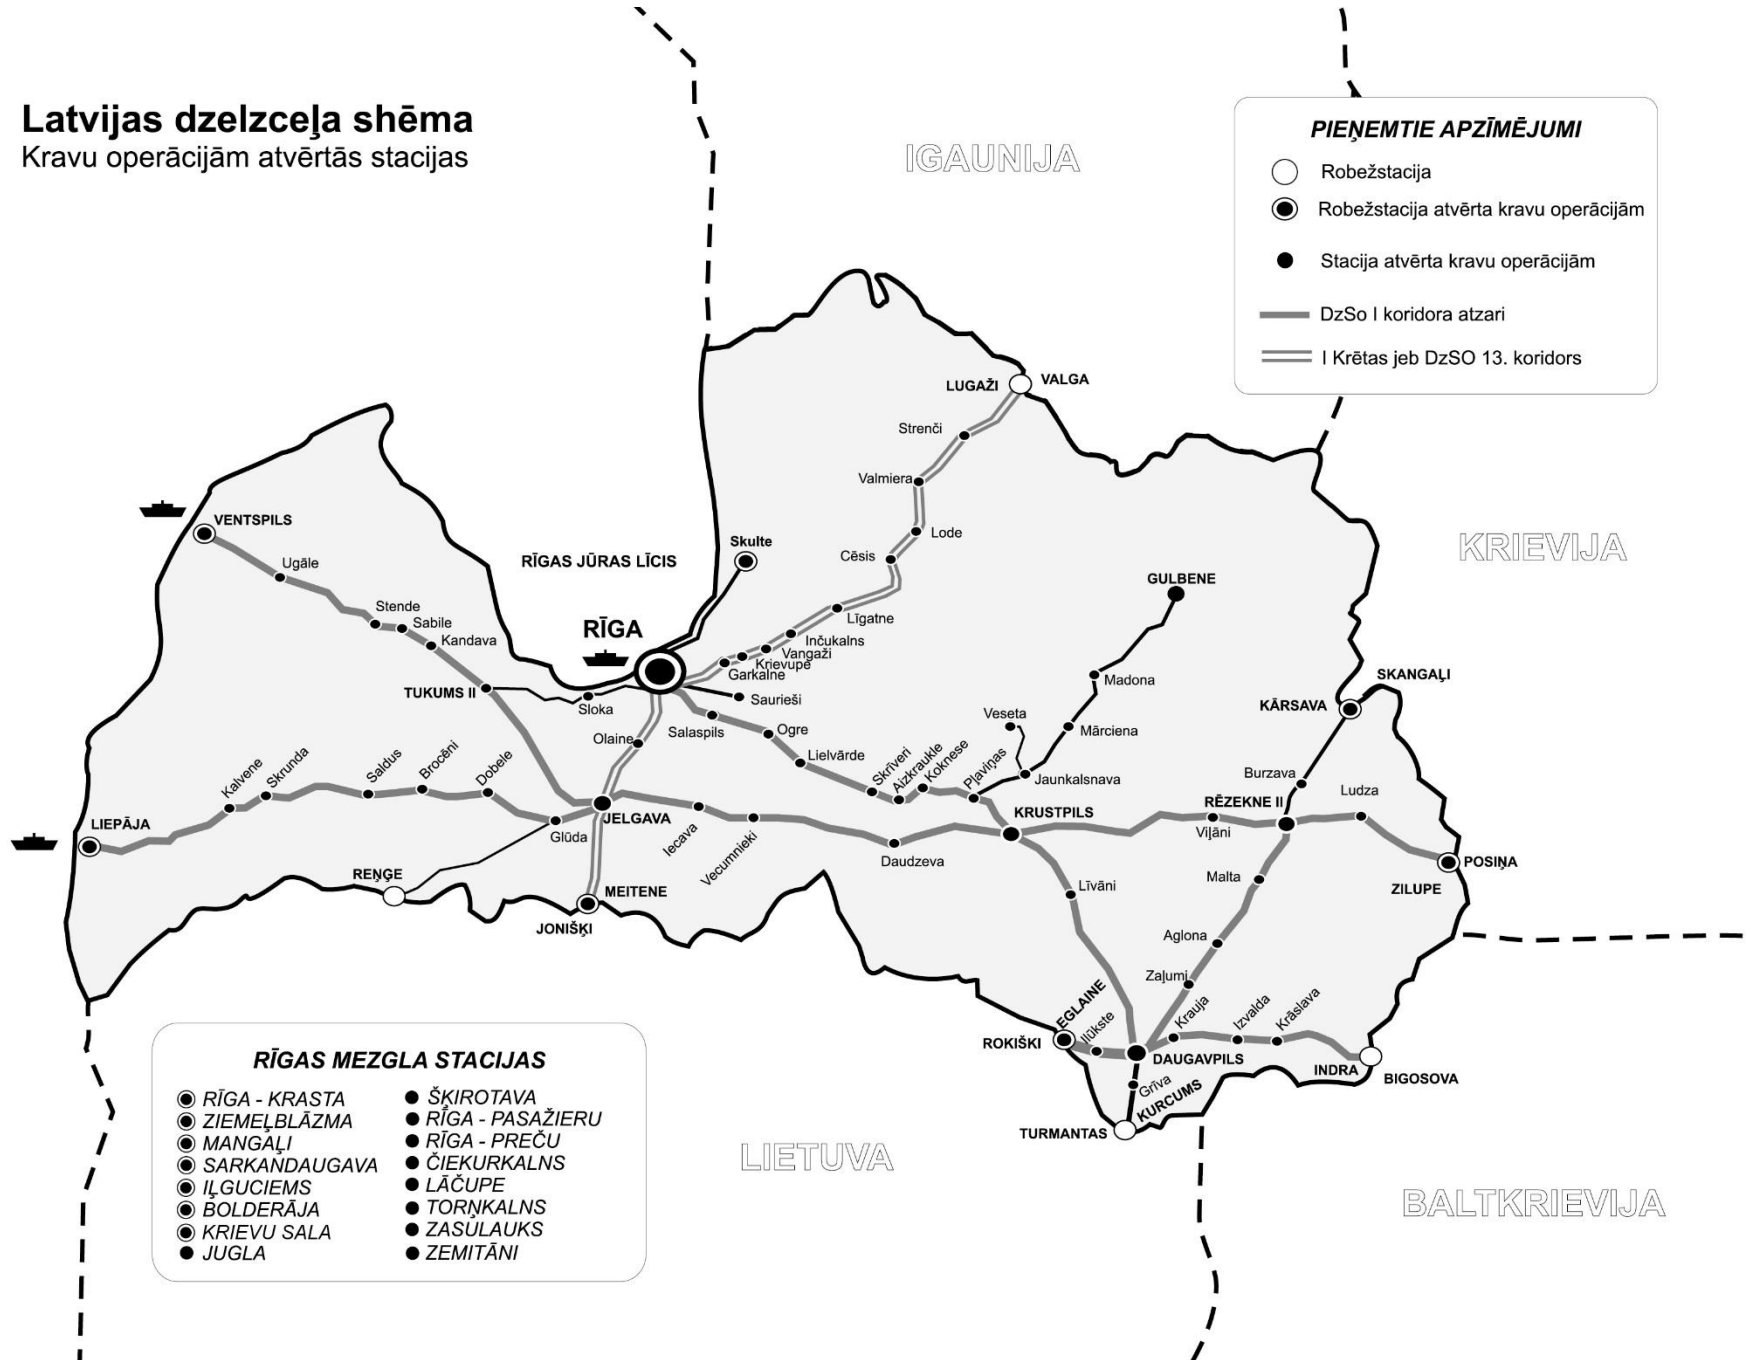 Latvijas dzelzceļa shēma
Kravu operācijām atvērtās stacijas
IGAUNIJA
PIEŅEMTIE APZĪMĒJUMI
Robežstacija
Robežstacija atvērta kravu operācijām
Stacija atvērta kravu operācijām
DzSo I koridora atzari
I Krētas jeb DzSO 13. koridors
LUGAŽI
VALGA
Strenči
Valmiera
Lode
Cēsis
Līgatne
Inčukalns
Vangaži
Krievupe
Garkalne
VENTSPILS
Ugāle
Stende
Sabile
Kandava
TUKUMS II
RĪGAS JŪRAS LĪCIS
Skulte
RĪGA
Sloka
Saurieši
Salaspils
Olaine
Ogre
Lielvārde
Skrīveri
Aizkraukle
Koknese
Pļaviņas
Veseta
Jaunkalsnava
Mārciena
Madona
GULBENE
KRIEVIJA
SKANGAĻI
KĀRSAVA
Burzava
RĒZEKNE II
Ludza
POSIŅA
ZILUPE
Viļāni
KRUSTPILS
Daudzeva
Vecumnieki
Iecava
JELGAVA
Glūda
Dobele
Brocēni
Saldus
Skrunda
Kalvene
LIEPĀJA
REŅĢE
MEITENE
JONIŠĶI
Līvāni
Malta
Aglona
Zaļumi
Krauja
Izvalda
Krāslava
EGLAINE
ROKIŠKI
Ilūkste
DAUGAVPILS
INDRA
BIGOSOVA
Grīva
KURCUMS
TURMANTAS
LIETUVA
BALTKRIEVIJA
RĪGAS MEZGLA STACIJAS
RĪGA - KRASTA
ZIEMEĻBLĀZMA
MANGAĻI
SARKANDAUGAVA
IĻGUCIEMS
BOLDERĀJA
KRIEVU SALA
JUGLA
ŠĶIROTAVA
RĪGA - PASAŽIERU
RĪGA - PREČU
ČIEKURKALNS
LĀČUPE
TORŅKALNS
ZASULAUKS
ZEMITĀNI